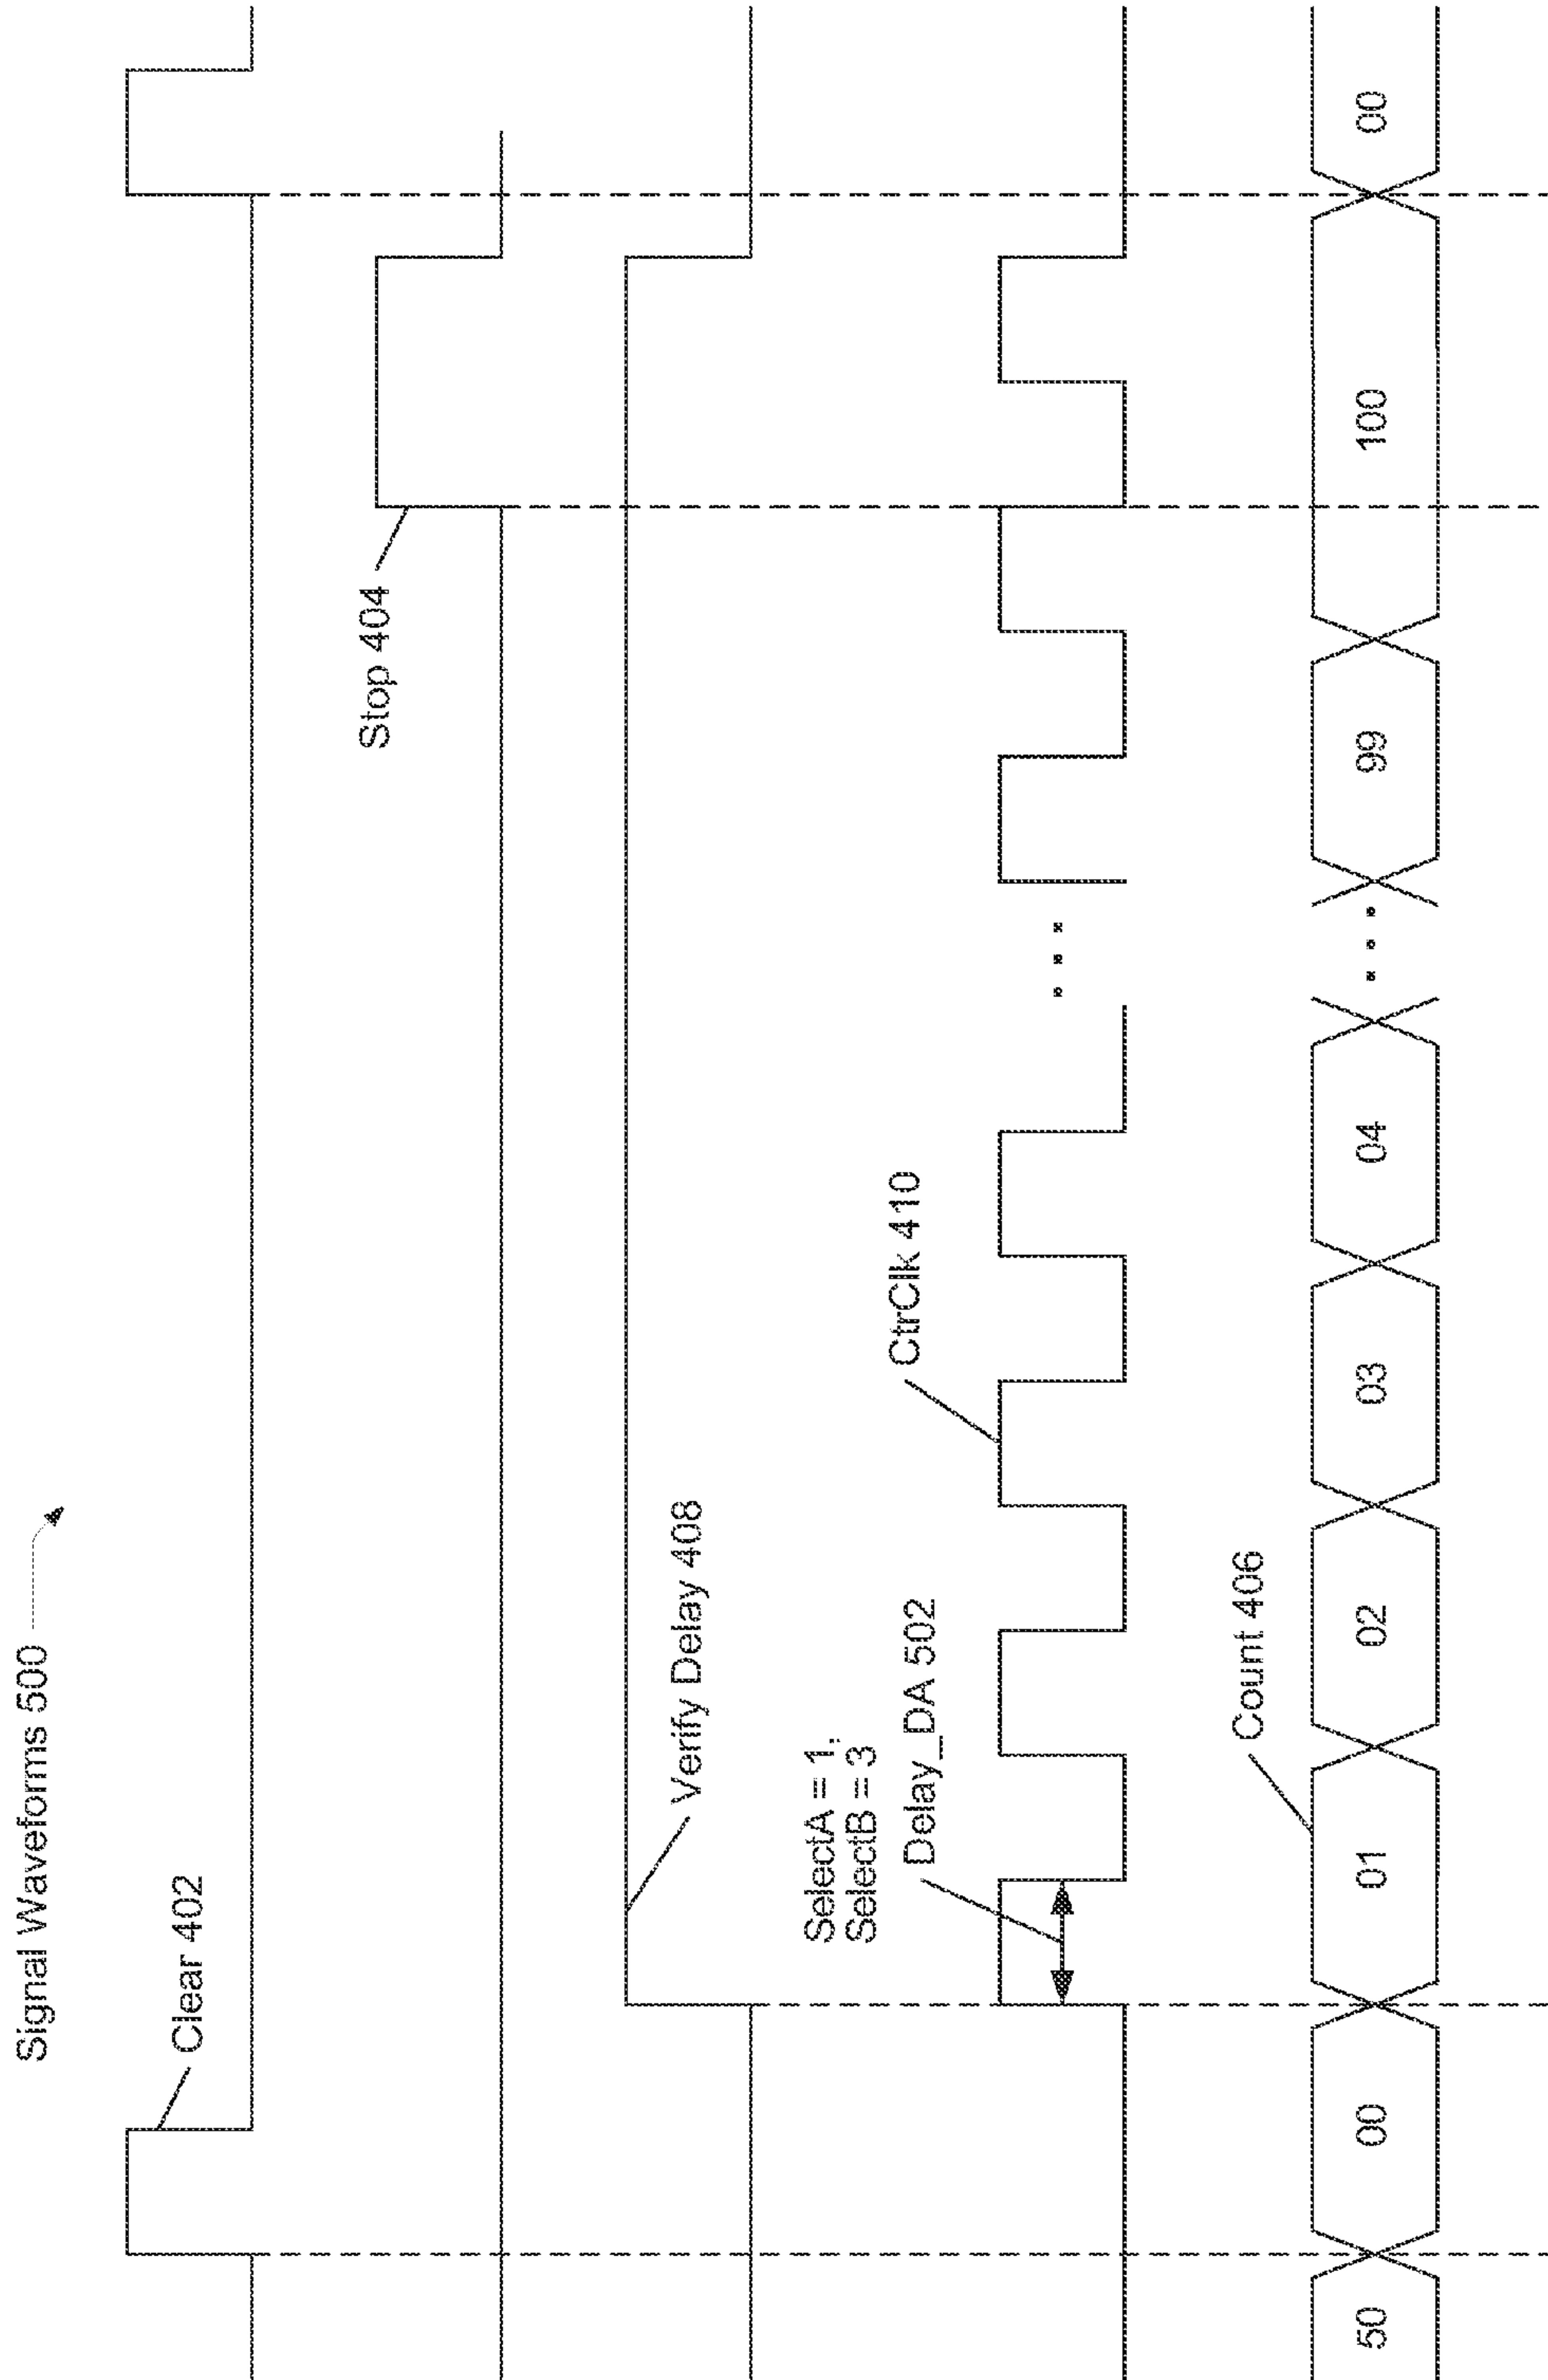 Signal Waveforms 500
Clear 402
Stop 404
Verify Delay 408
SelectA = 1,
SelectB = 3
Delay_DA 502
CtrClk 410
. . .
Count 406
50
00
01
02
03
04
. . .
99
100
00